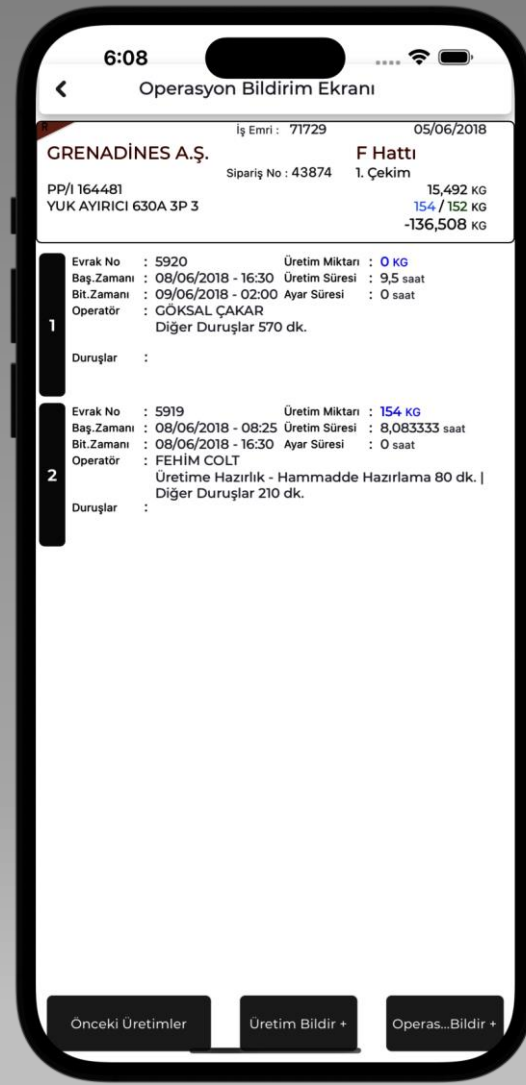 6:08
Operasyon Bildirim Ekranı
R
İş Emri : 71729 05/06/2018
GRENADİNES A.Ş. F Hattı
Sipariş No : 43874 1. Çekim
PP/I 164481 15,492 KG
YUK AYIRICI 630A 3P 3 154 / 152 KG
-136,508 KG
1
Evrak No : 5920 Üretim Miktarı : 0 KG
Baş.Zamanı : 08/06/2018 - 16:30 Üretim Süresi : 9,5 saat
Bit.Zamanı : 09/06/2018 - 02:00 Ayar Süresi : 0 saat
Operatör : GÖKSAL ÇAKAR
Diğer Duruşlar 570 dk.
Duruşlar :
2
Evrak No : 5919 Üretim Miktarı : 154 KG
Baş.Zamanı : 08/06/2018 - 08:25 Üretim Süresi : 8,083333 saat
Bit.Zamanı : 08/06/2018 - 16:30 Ayar Süresi : 0 saat
Operatör : FEHİM COLT
Üretime Hazırlık - Hammadde Hazırlama 80 dk. |
Diğer Duruşlar 210 dk.
Duruşlar :
Önceki Üretimler Üretim Bildir + Operas...Bildir +